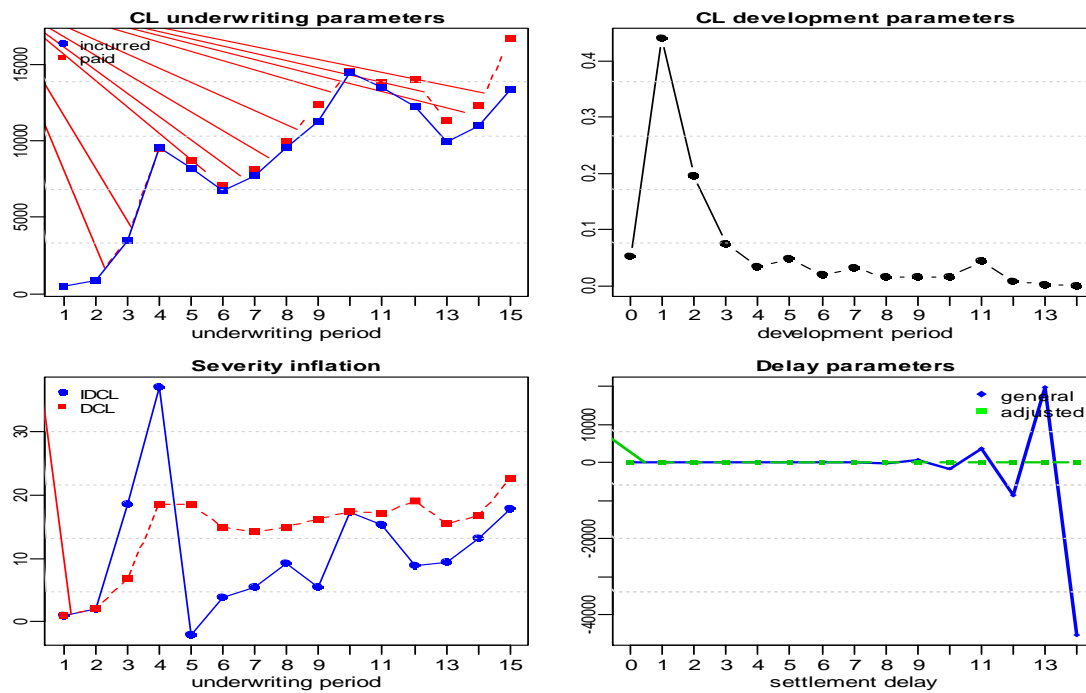 CL underwriting parameters
incurred
paid
15000
10000
5000
0
1 2 3 4 5 6 7 8 9 10 11 12 13 15
underwriting period
CL development parameters
0.4
0.3
0.2
0.1
0.0
0 1 2 3 4 5 6 7 8 9 11 13
development period
Severity inflation
IDCL
DCL
30
20
10
0
1 2 3 4 5 6 7 8 9 10 11 12 13 15
underwriting period
Delay parameters
general
adjusted
10000
0
-20000
-40000
0 1 2 3 4 5 6 7 8 9 11 13
settlement delay